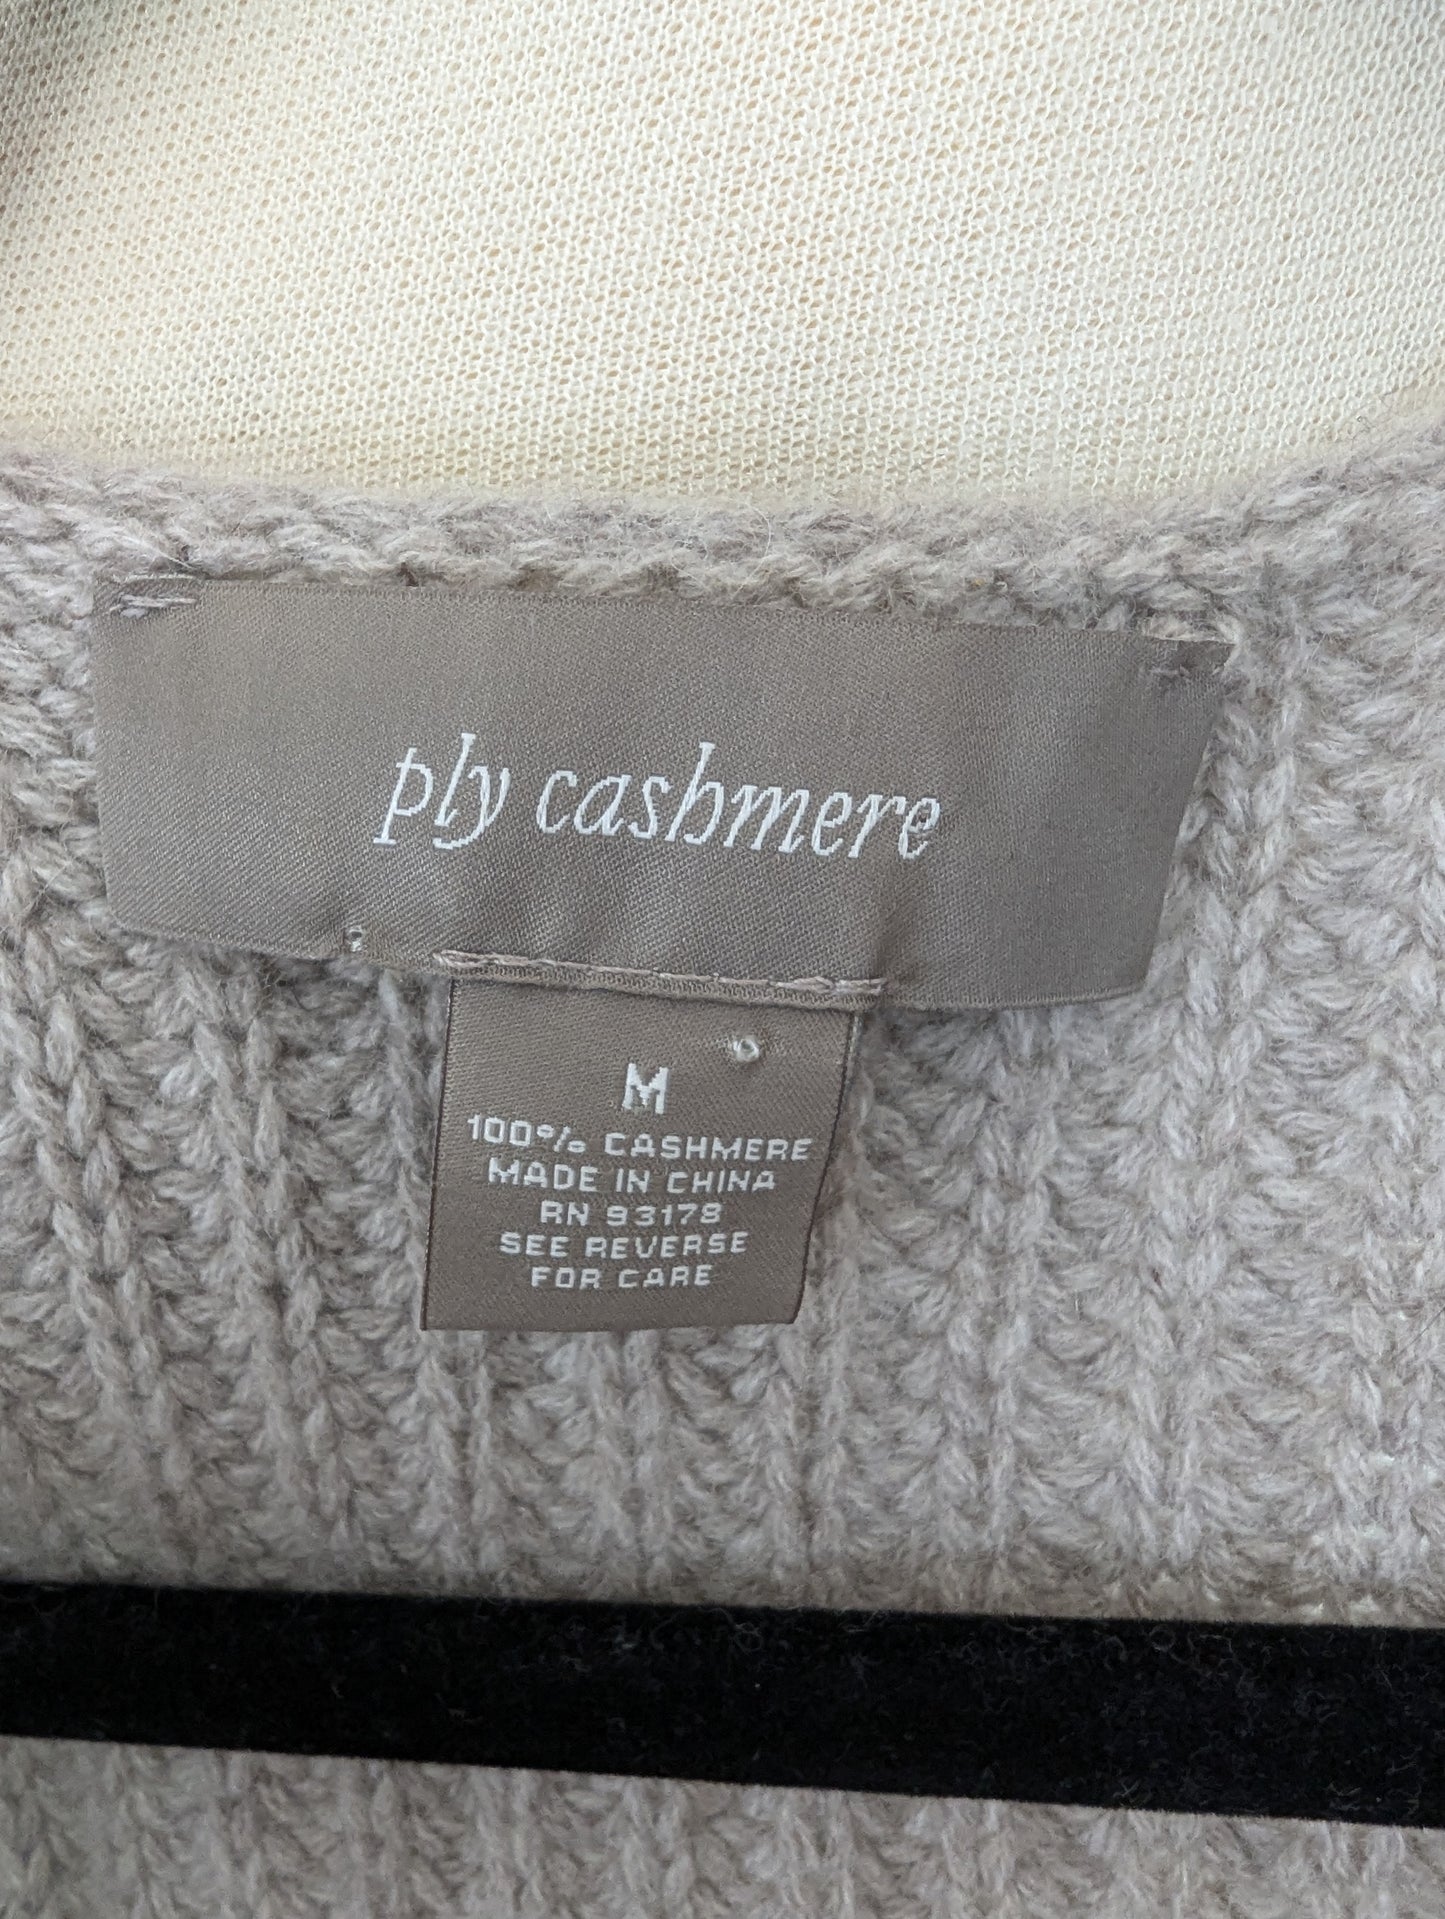 ply cashmere
M
100% CASHMERE
MADE IN CHINA
RN 93178
SEE REVERSE
FOR CARE